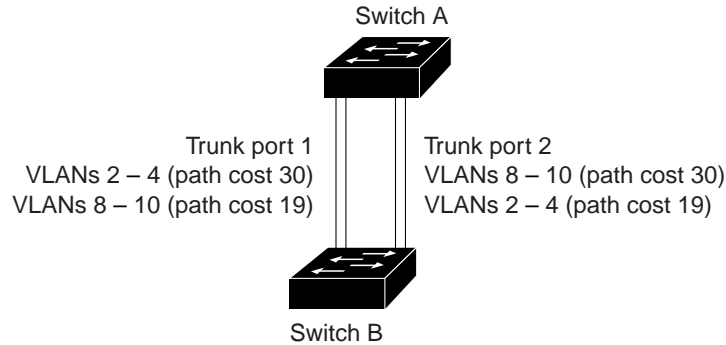 Switch A
Trunk port 1
VLANs 2 – 4 (path cost 30)
VLANs 8 – 10 (path cost 19)
Trunk port 2
VLANs 8 – 10 (path cost 30)
VLANs 2 – 4 (path cost 19)
Switch B